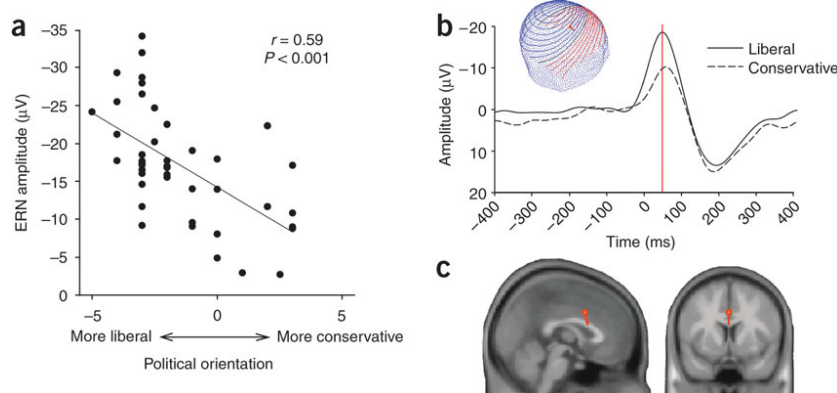 a
r = 0.59
P < 0.001
ERN amplitude (µV)
−35
−30
−25
−20
−15
−10
−5
0
−5
0
5
More liberal
More conservative
Political orientation
b
Amplitude (µV)
−20
−10
0
10
20
Liberal
Conservative
−400
−300
−200
−100
0
100
200
300
400
Time (ms)
c